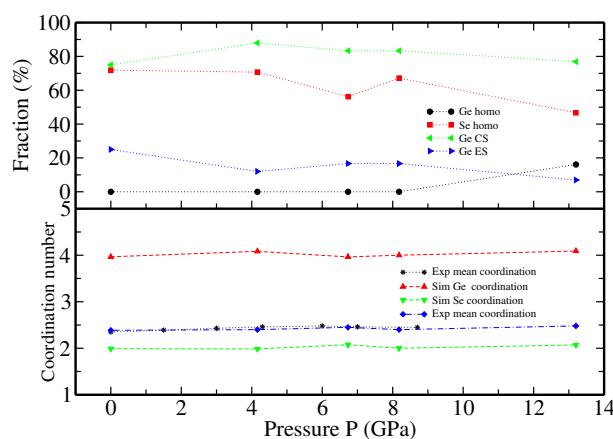 100
80
60
40
20
0
Fraction (%)
Ge homo
Se homo
Ge CS
Ge ES
5
4
3
2
1
Coordination number
Exp mean coordination
Sim Ge coordination
Sim Se coordination
Exp mean coordination
0 2 4 6 8 10 12 14
Pressure P (GPa)